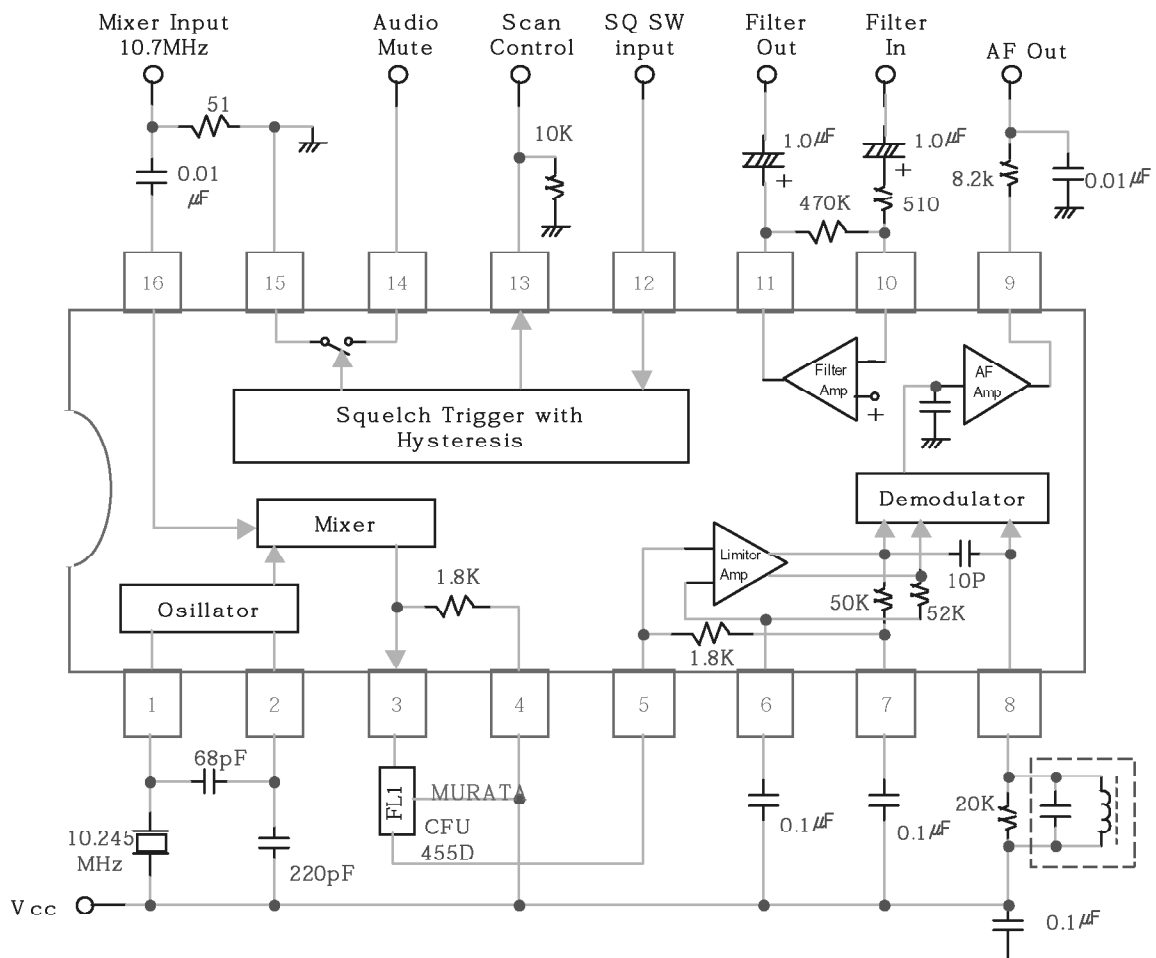 Mixer Input
10.7MHz
Audio
Mute
Scan
Control
SQ SW
input
Filter
Out
Filter
In
AF Out
51
0.01
μF
10K
1.0μF
1.0μF
470K
510
8.2k
0.01μF
16
15
14
13
12
11
10
9
Squelch Trigger with
Hysteresis
Filter
Amp
+
AF
Amp
+
+
Demodulator
Mixer
Osillator
1.8K
Limitor
Amp
10P
50K
52K
1.8K
1
2
3
4
5
6
7
8
68pF
10.245
MHz
220pF
FL1
MURATA
CFU
455D
0.1μF
0.1μF
20K
Vcc
0.1μF